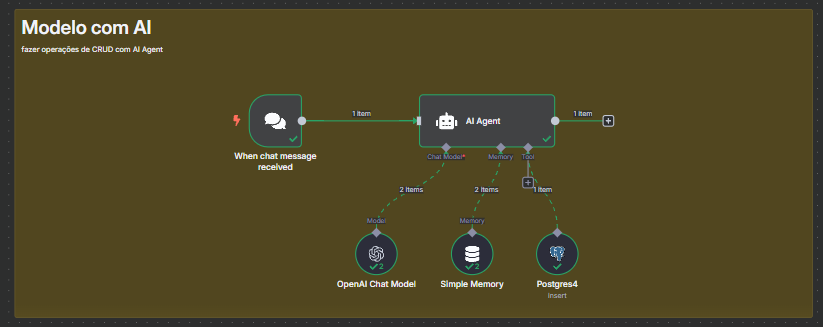 Modelo com AI
fazer operações de CRUD com AI Agent
1 item
AI Agent
1 item
When chat message
received
Chat Model*
Memory
Tool
2 items
2 items
1 item
Model
Memory
2
2
OpenAI Chat Model
Simple Memory
Postgres4
Insert